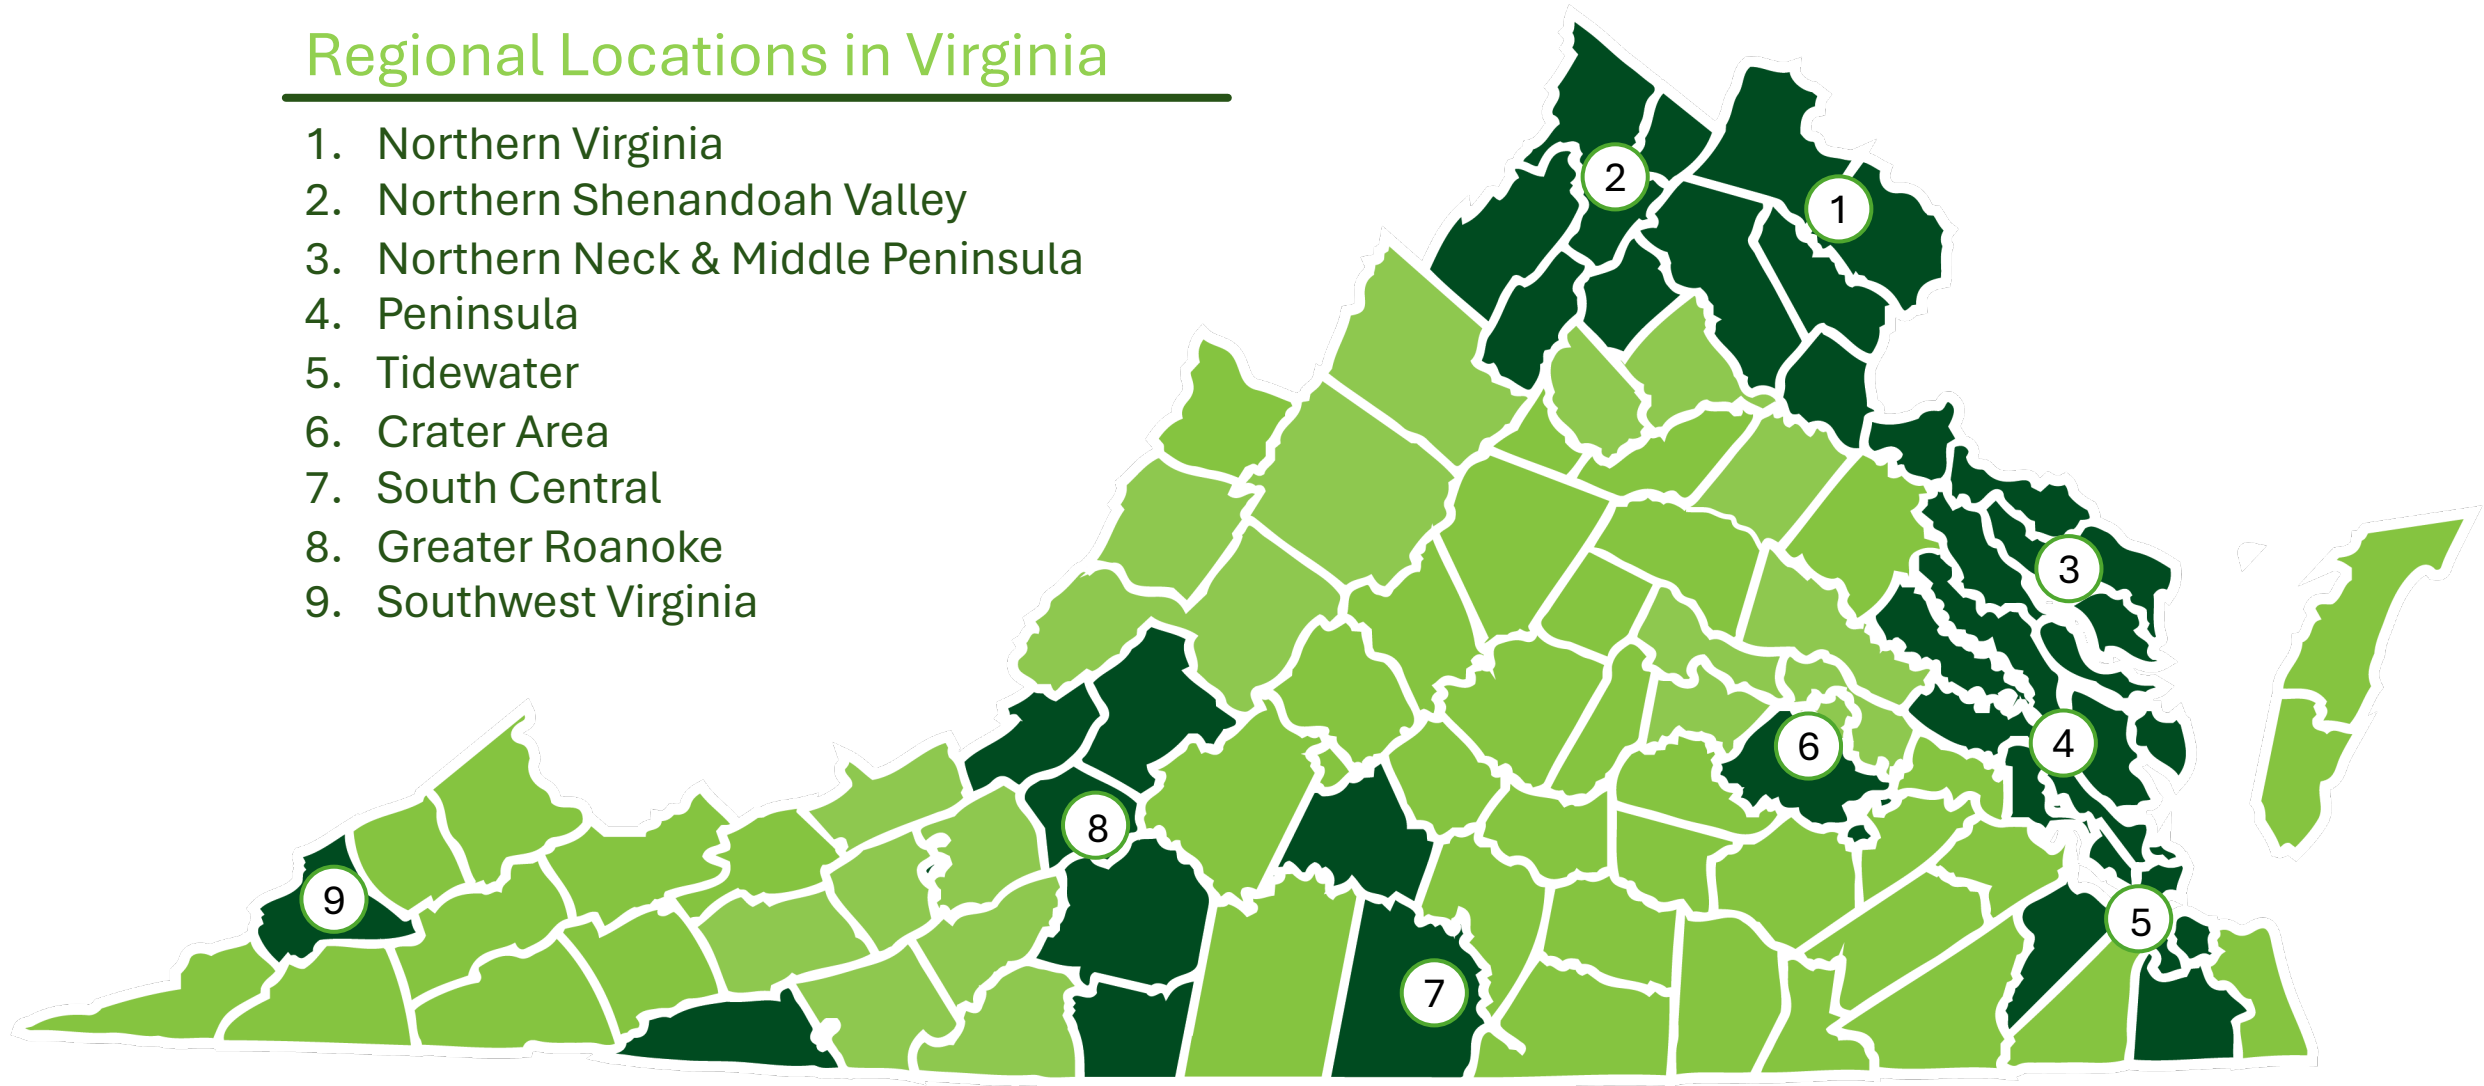 Regional Locations in Virginia
1. Northern Virginia
2. Northern Shenandoah Valley
3. Northern Neck & Middle Peninsula
4. Peninsula
5. Tidewater
6. Crater Area
7. South Central
8. Greater Roanoke
9. Southwest Virginia
2
1
3
4
6
8
9
5
7